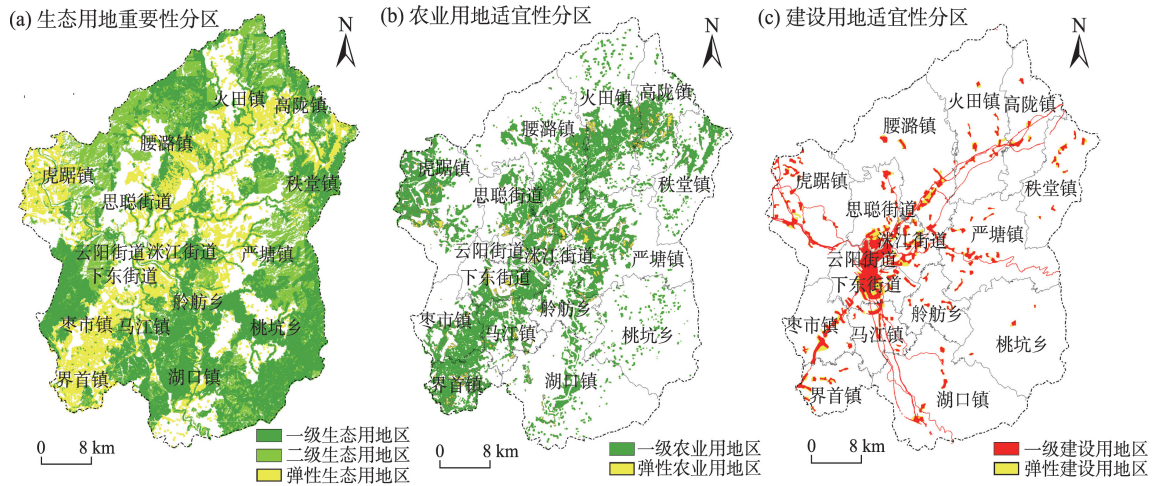 (a) 生态用地重要性分区
N
火田镇
高陇镇
腰潞镇
虎踞镇
秩堂镇
思聪街道
云阳街道
洣江街道
严塘镇
下东街道
舲舫乡
枣市镇
马江镇
桃坑乡
界首镇
湖口镇
0 8 km
一级生态用地区
二级生态用地区
弹性生态用地区
(b) 农业用地适宜性分区
N
火田镇
高陇镇
腰潞镇
虎踞镇
秩堂镇
思聪街道
云阳街道
洣江街道
严塘镇
下东街道
舲舫乡
枣市镇
马江镇
桃坑乡
界首镇
湖口镇
0 8 km
一级农业用地区
弹性农业用地区
(c) 建设用地适宜性分区
N
火田镇
高陇镇
腰潞镇
虎踞镇
秩堂镇
思聪街道
洣江街道
严塘镇
云阳街道
下东街道
舲舫乡
枣市镇
马江镇
桃坑乡
界首镇
湖口镇
0 8 km
一级建设用地区
弹性建设用地区